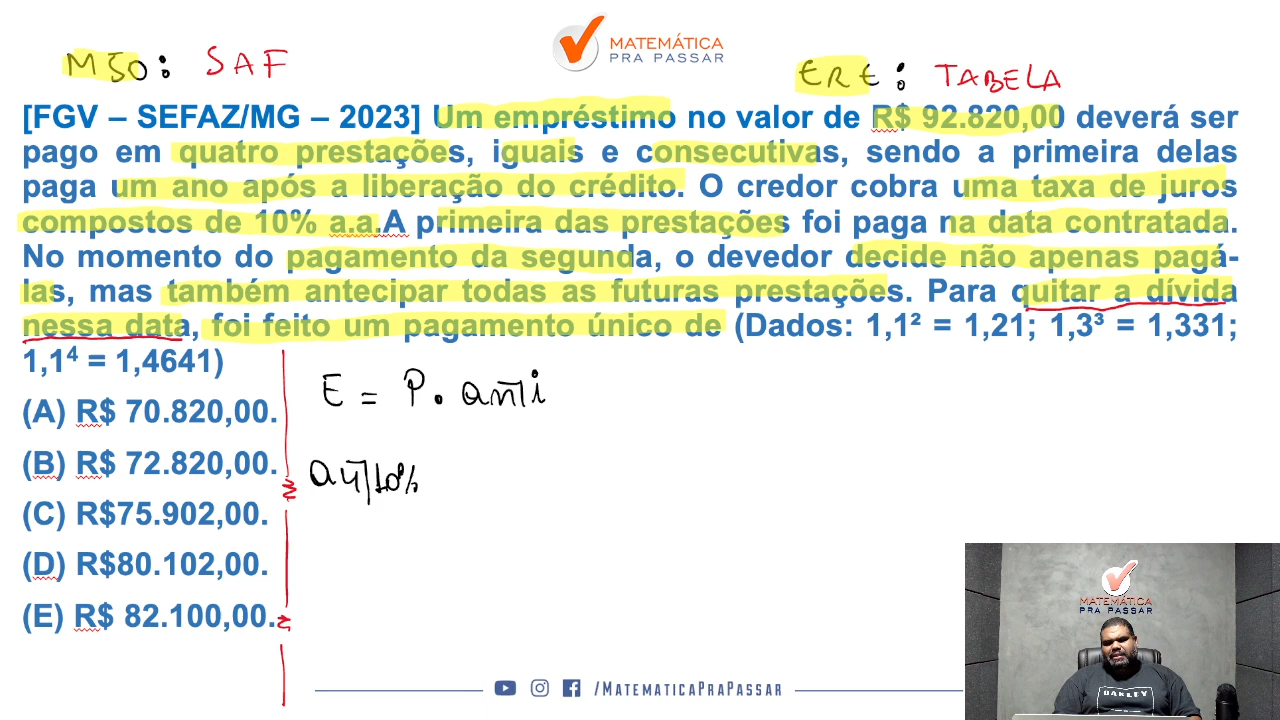 MATEMÁTICA
PRA PASSAR
M50: SAF
ERE: TABELA
[FGV – SEFAZ/MG – 2023] Um empréstimo no valor de R$ 92.820,00 deverá ser
pago em quatro prestações, iguais e consecutivas, sendo a primeira delas
paga um ano após a liberação do crédito. O credor cobra uma taxa de juros
compostos de 10% a.a.A primeira das prestações foi paga na data contratada.
No momento do pagamento da segunda, o devedor decide não apenas pagá-
las, mas também antecipar todas as futuras prestações. Para quitar a dívida
nessa data, foi feito um pagamento único de (Dados: 1,1² = 1,21; 1,3³ = 1,331;
1,1⁴ = 1,4641)
E = P. an˥i
(A) R$ 70.820,00.
(B) R$ 72.820,00.
a4˥10%
(C) R$75.902,00.
(D) R$80.102,00.
(E) R$ 82.100,00.
MATEMÁTICA
PRA PASSAR
OAKLEY
/MATEMATICAPRAPASSAR